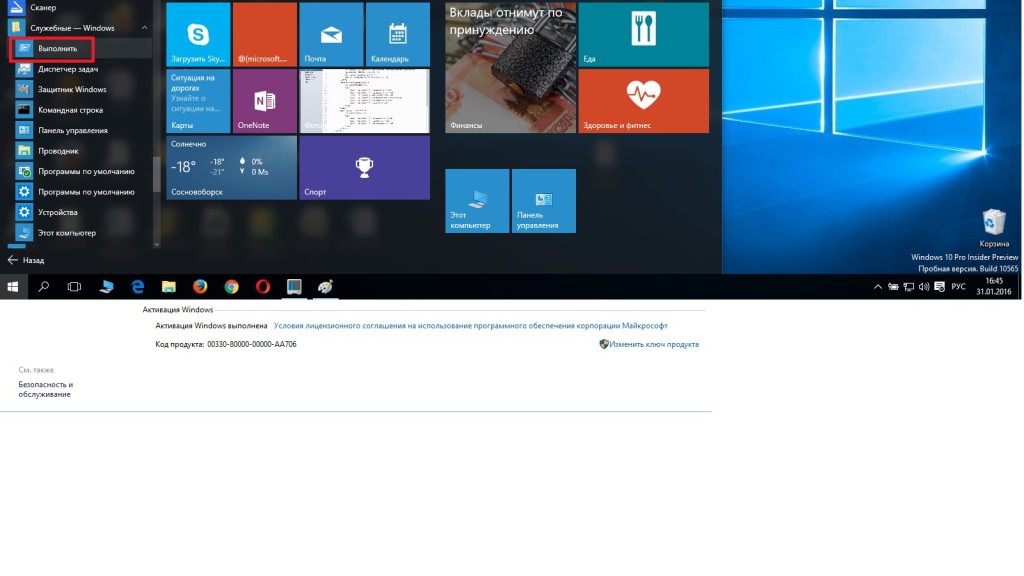 Сканер
Служебные — Windows
Выполнить
Диспетчер задач
Защитник Windows
Командная строка
Панель управления
Проводник
Программы по умолчанию
Программы по умолчанию
Устройства
Этот компьютер
Назад
Загрузить Sky...
@{microsoft....
Почта
Календарь
Ситуация на
дорогах
Узнайте о
ситуации на...
Карты
OneNote
Солнечно
-18°
-18°
-21°
0%
0 Ms
Сосновоборск
Спорт
Вклады отнимут по
принуждению
Финансы
Еда
Здоровье и фитнес
Этот
компьютер
Панель
управления
Корзина
Windows 10 Pro Insider Preview
Пробная версия. Build 10565
РУС
16:45
31.01.2016
Активация Windows
Активация Windows выполнена Условия лицензионного соглашения на использование программного обеспечения корпорации Майкрософт
Код продукта: 00330-80000-00000-AA706
Изменить ключ продукта
См. также
Безопасность и
обслуживание